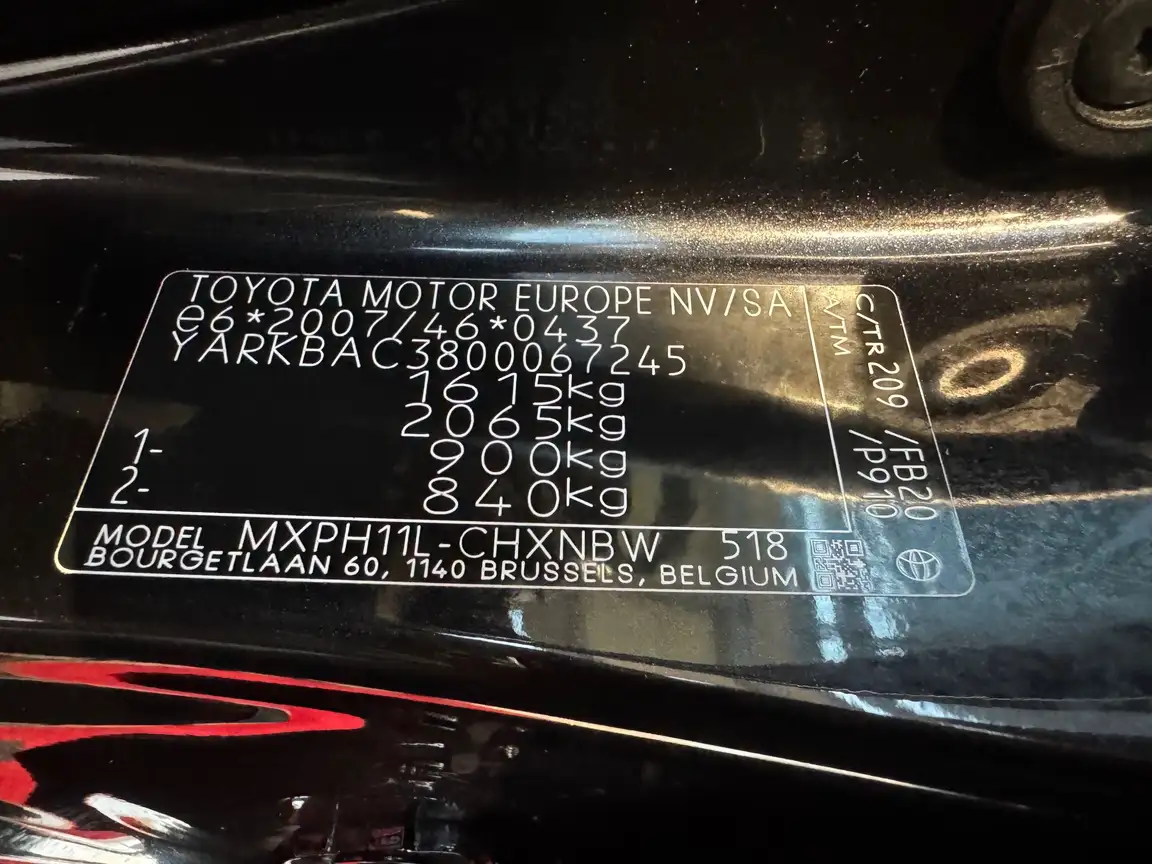 TOYOTA MOTOR EUROPE NV/SA
e6*2007/46*0437
YARKBAC3800067245
1615kg
2065kg
1- 900kg
2- 840kg
MODEL MXPH11L-CHXNBW 518
BOURGETLAAN 60, 1140 BRUSSELS, BELGIUM
C/TR 209 /FB20
A/TM /P910